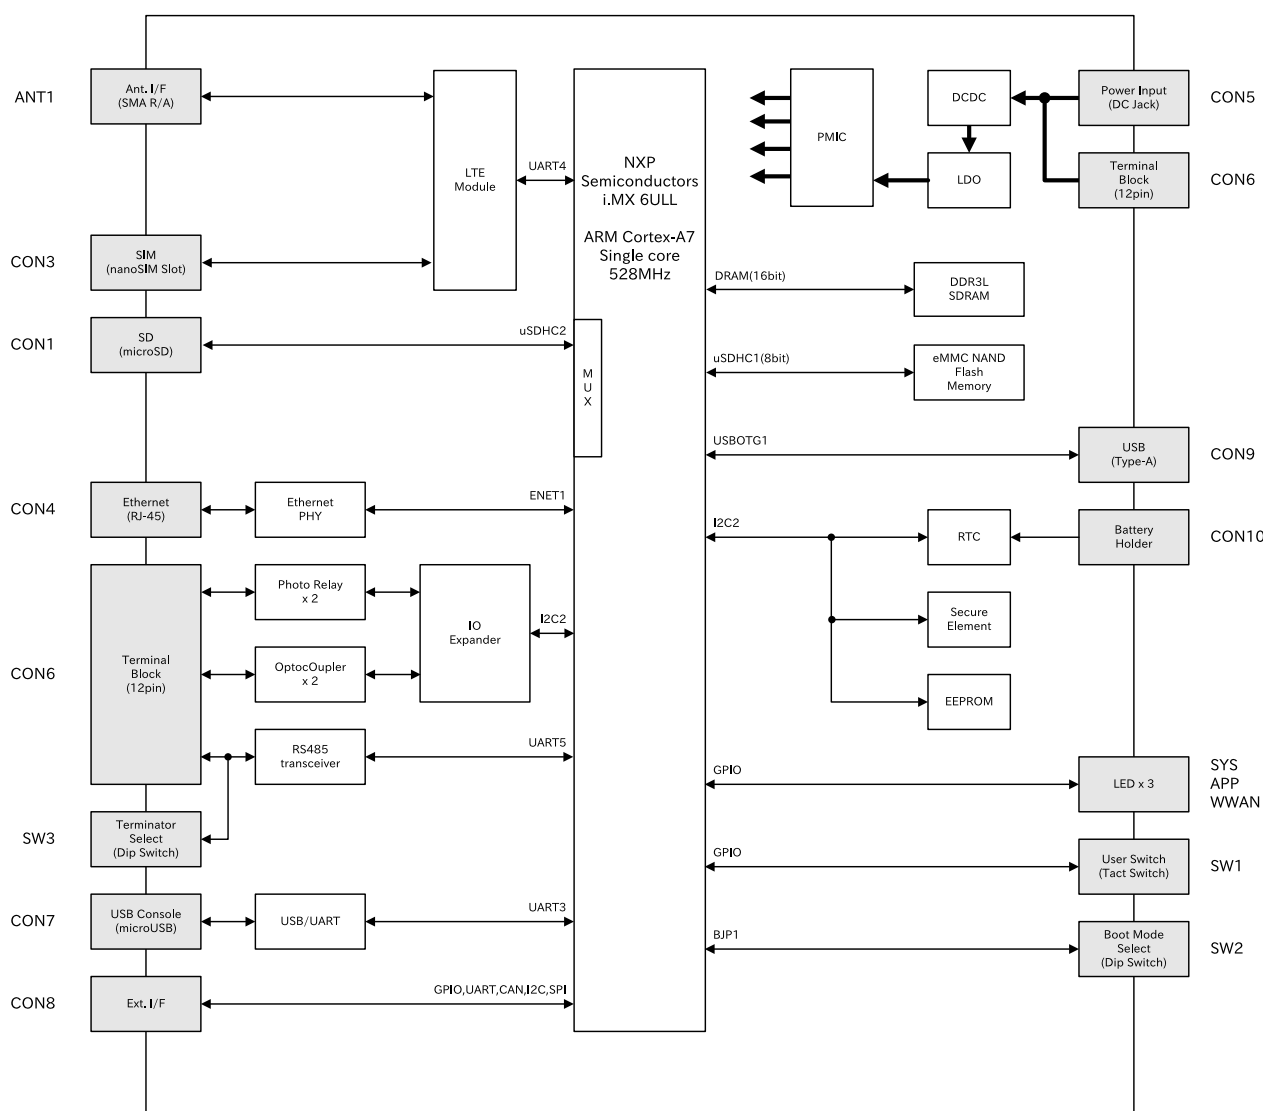 ANT1
Ant. I/F
(SMA R/A)
LTE
Module
UART4
CON3
SIM
(nanoSIM Slot)
CON1
SD
(microSD)
uSDHC2
M
U
X
CON4
Ethernet
(RJ-45)
Ethernet
PHY
ENET1
CON6
Terminal
Block
(12pin)
Photo Relay
x 2
OptocOupler
x 2
IO
Expander
I2C2
RS485
transceiver
UART5
SW3
Terminator
Select
(Dip Switch)
CON7
USB Console
(microUSB)
USB/UART
UART3
CON8
Ext. I/F
GPIO,UART,CAN,I2C,SPI
NXP
Semiconductors
i.MX 6ULL
ARM Cortex-A7
Single core
528MHz
PMIC
DCDC
LDO
Power Input
(DC Jack)
CON5
Terminal
Block
(12pin)
CON6
DRAM(16bit)
DDR3L
SDRAM
uSDHC1(8bit)
eMMC NAND
Flash
Memory
USBOTG1
USB
(Type-A)
CON9
I2C2
RTC
Battery
Holder
CON10
Secure
Element
EEPROM
GPIO
LED x 3
SYS
APP
WWAN
GPIO
User Switch
(Tact Switch)
SW1
BJP1
Boot Mode
Select
(Dip Switch)
SW2